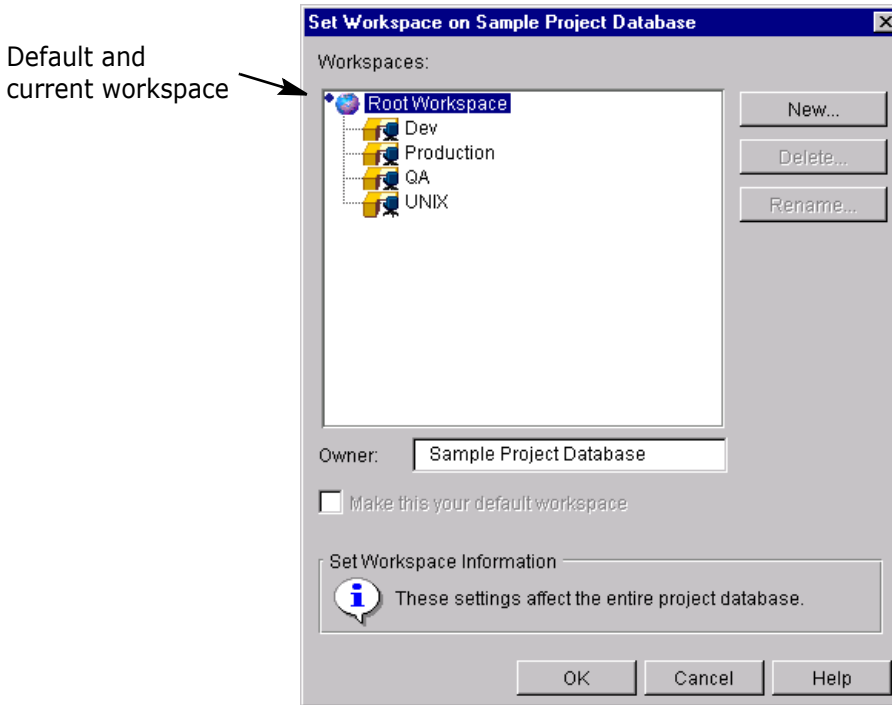 Default and
current workspace
Set Workspace on Sample Project Database
Workspaces:
Root Workspace
Dev
Production
QA
UNIX
New...
Delete...
Rename...
Owner: Sample Project Database
Make this your default workspace
Set Workspace Information
These settings affect the entire project database.
OK Cancel Help